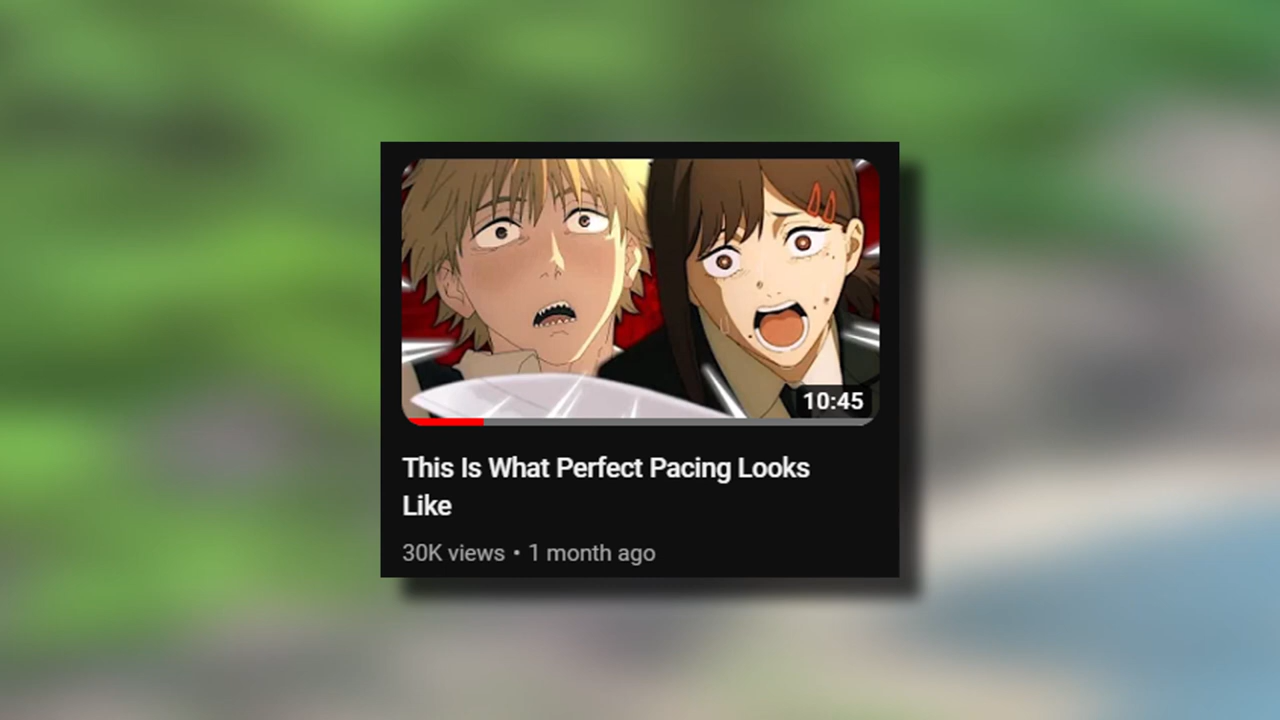 10:45
This Is What Perfect Pacing Looks
Like
30K views • 1 month ago